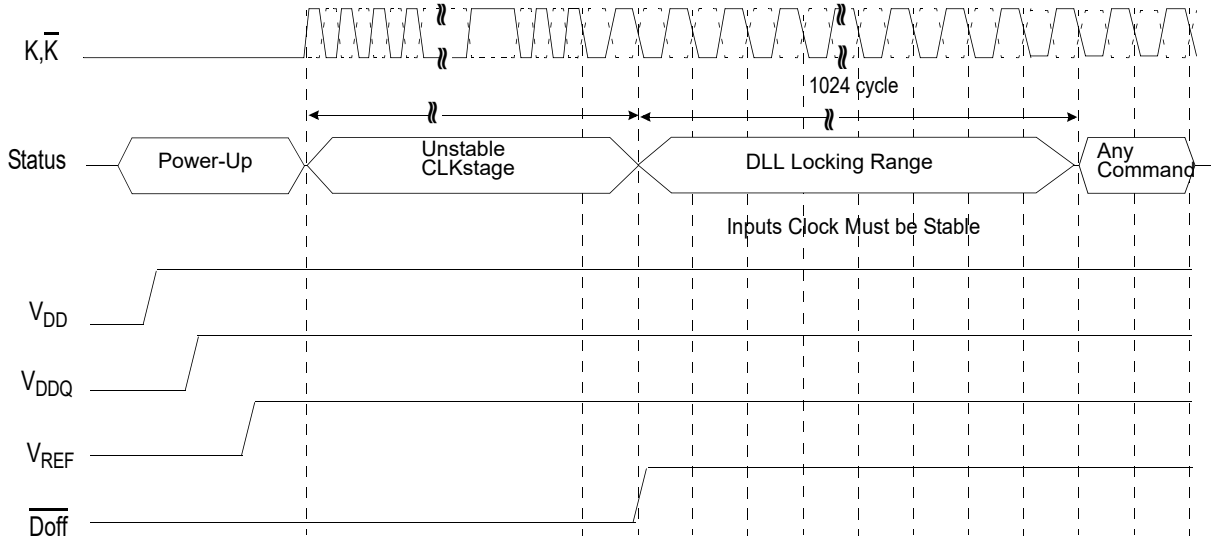 K,K̅
1024 cycle
Status
Power-Up
Unstable
CLKstage
DLL Locking Range
Any
Command
Inputs Clock Must be Stable
VDD
VDDQ
VREF
D̅o̅f̅f̅